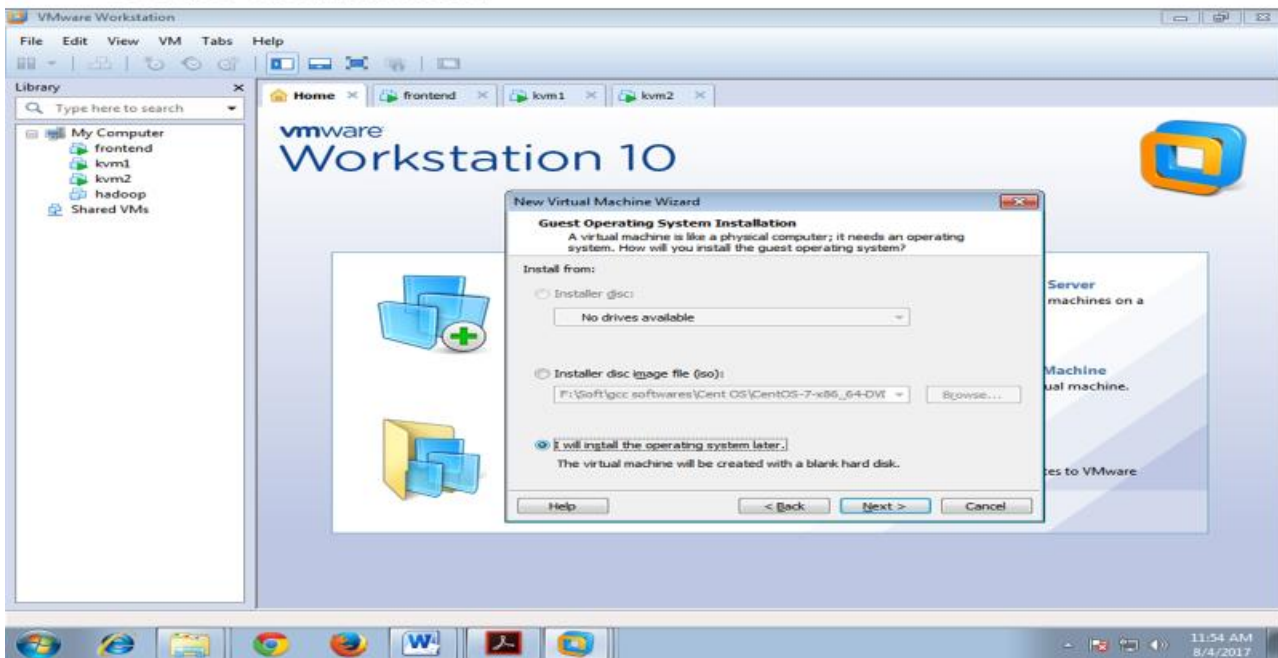 VMware Workstation
File Edit View VM Tabs Help
Library
Type here to search
My Computer
frontend
kvm1
kvm2
hadoop
Shared VMs
Home
frontend
kvm1
kvm2
vmware
Workstation 10
New Virtual Machine Wizard
Guest Operating System Installation
A virtual machine is like a physical computer; it needs an operating
system. How will you install the guest operating system?
Install from:
Installer disc:
No drives available
Installer disc image file (iso):
F:\Soft\gcc softwares\Cent OS\CentOS-7-x86_64-DVI
Browse...
I will install the operating system later.
The virtual machine will be created with a blank hard disk.
Help
< Back
Next >
Cancel
Server
machines on a
Machine
ual machine.
tes to VMware
11:54 AM
8/4/2017